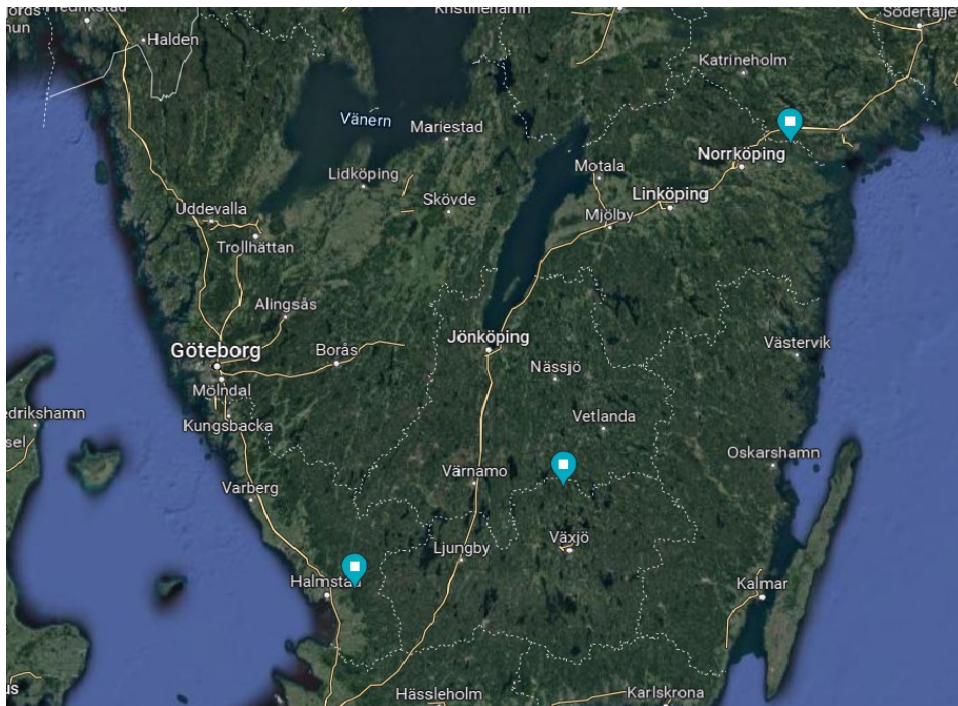 Halden
Södertälje
Katrineholm
Vänern
Mariestad
Norrköping
Motala
Lidköping
Linköping
Skövde
Uddevalla
Mjölby
Trollhättan
Alingsås
Jönköping
Västervik
Göteborg
Borås
Nässjö
Mölndal
Vetlanda
Kungsbacka
Oskarshamn
Värnamo
Varberg
Växjö
Ljungby
Halmstad
Kalmar
Hässleholm
Karlskrona